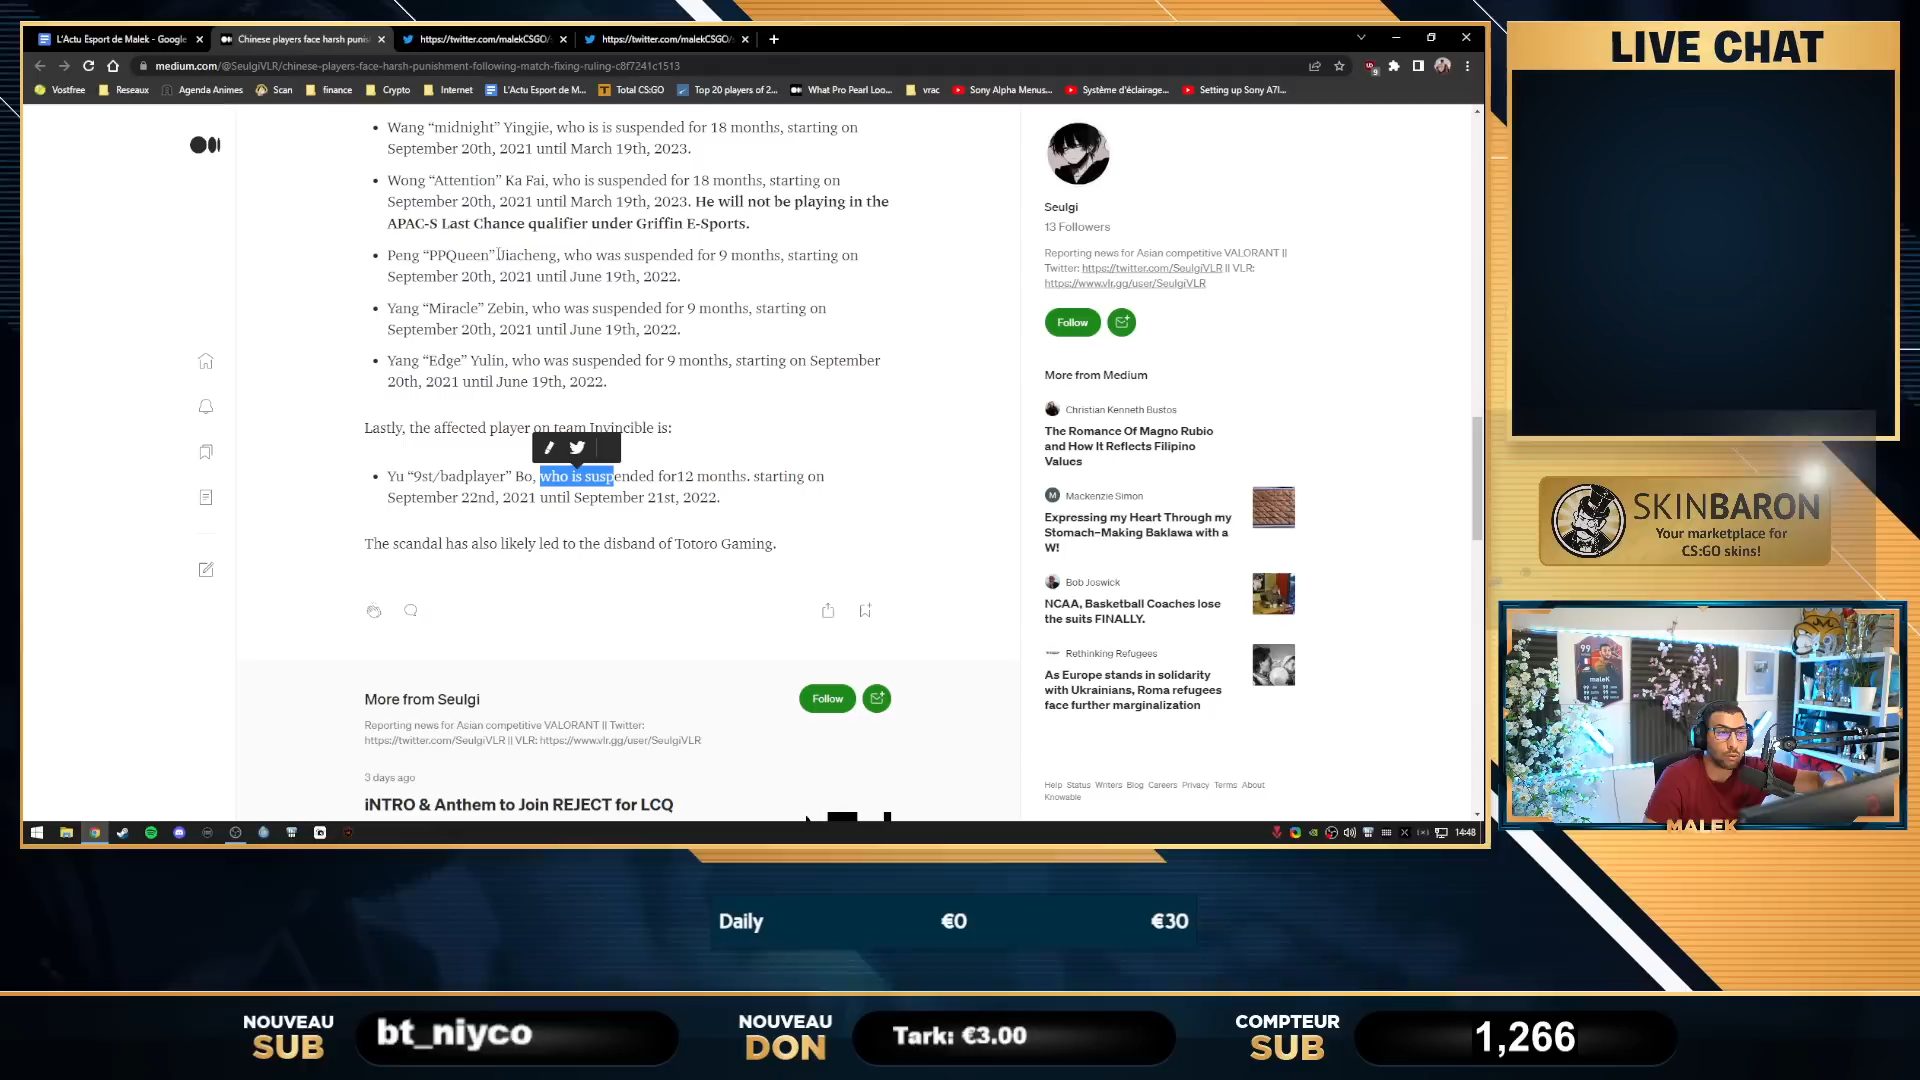 L'Actu Esport de Malek - Google
Chinese players face harsh punis
https://twitter.com/malekCSGO/
https://twitter.com/malekCSGO/
medium.com/@SeulgiVLR/chinese-players-face-harsh-punishment-following-match-fixing-ruling-c8f7241c1513
Vostfree
Reseaux
Agenda Animes
Scan
finance
Crypto
Internet
L'Actu Esport de M...
Total CS:GO
Top 20 players of 2...
What Pro Pearl Loo...
vrac
Sony Alpha Menus...
Système d'éclairage...
Setting up Sony A7I...
Wang “midnight” Yingjie, who is is suspended for 18 months, starting on
September 20th, 2021 until March 19th, 2023.
Wong “Attention” Ka Fai, who is suspended for 18 months, starting on
September 20th, 2021 until March 19th, 2023. He will not be playing in the
APAC-S Last Chance qualifier under Griffin E-Sports.
Peng “PPQueen” Jiacheng, who was suspended for 9 months, starting on
September 20th, 2021 until June 19th, 2022.
Yang “Miracle” Zebin, who was suspended for 9 months, starting on
September 20th, 2021 until June 19th, 2022.
Yang “Edge” Yulin, who was suspended for 9 months, starting on September
20th, 2021 until June 19th, 2022.
Lastly, the affected player on team Invincible is:
Yu “9st/badplayer” Bo, who is suspended for12 months. starting on
September 22nd, 2021 until September 21st, 2022.
The scandal has also likely led to the disband of Totoro Gaming.
More from Seulgi
Follow
Reporting news for Asian competitive VALORANT || Twitter:
https://twitter.com/SeulgiVLR || VLR: https://www.vlr.gg/user/SeulgiVLR
3 days ago
iNTRO & Anthem to Join REJECT for LCQ
Seulgi
13 Followers
Reporting news for Asian competitive VALORANT ||
Twitter: https://twitter.com/SeulgiVLR || VLR:
https://www.vlr.gg/user/SeulgiVLR
Follow
More from Medium
Christian Kenneth Bustos
The Romance Of Magno Rubio
and How It Reflects Filipino
Values
M
Mackenzie Simon
Expressing my Heart Through my
Stomach–Making Baklawa with a
W!
Bob Joswick
NCAA, Basketball Coaches lose
the suits FINALLY.
Rethinking Refugees
As Europe stands in solidarity
with Ukrainians, Roma refugees
face further marginalization
Help Status Writers Blog Careers Privacy Terms About
Knowable
14:48
LIVE CHAT
SKINBARON
Your marketplace for
CS:GO skins!
99
maleK
MALEK
Daily €0 €30
NOUVEAU
SUB
bt_niyco
NOUVEAU
DON
Tark: €3.00
COMPTEUR
SUB
1,266